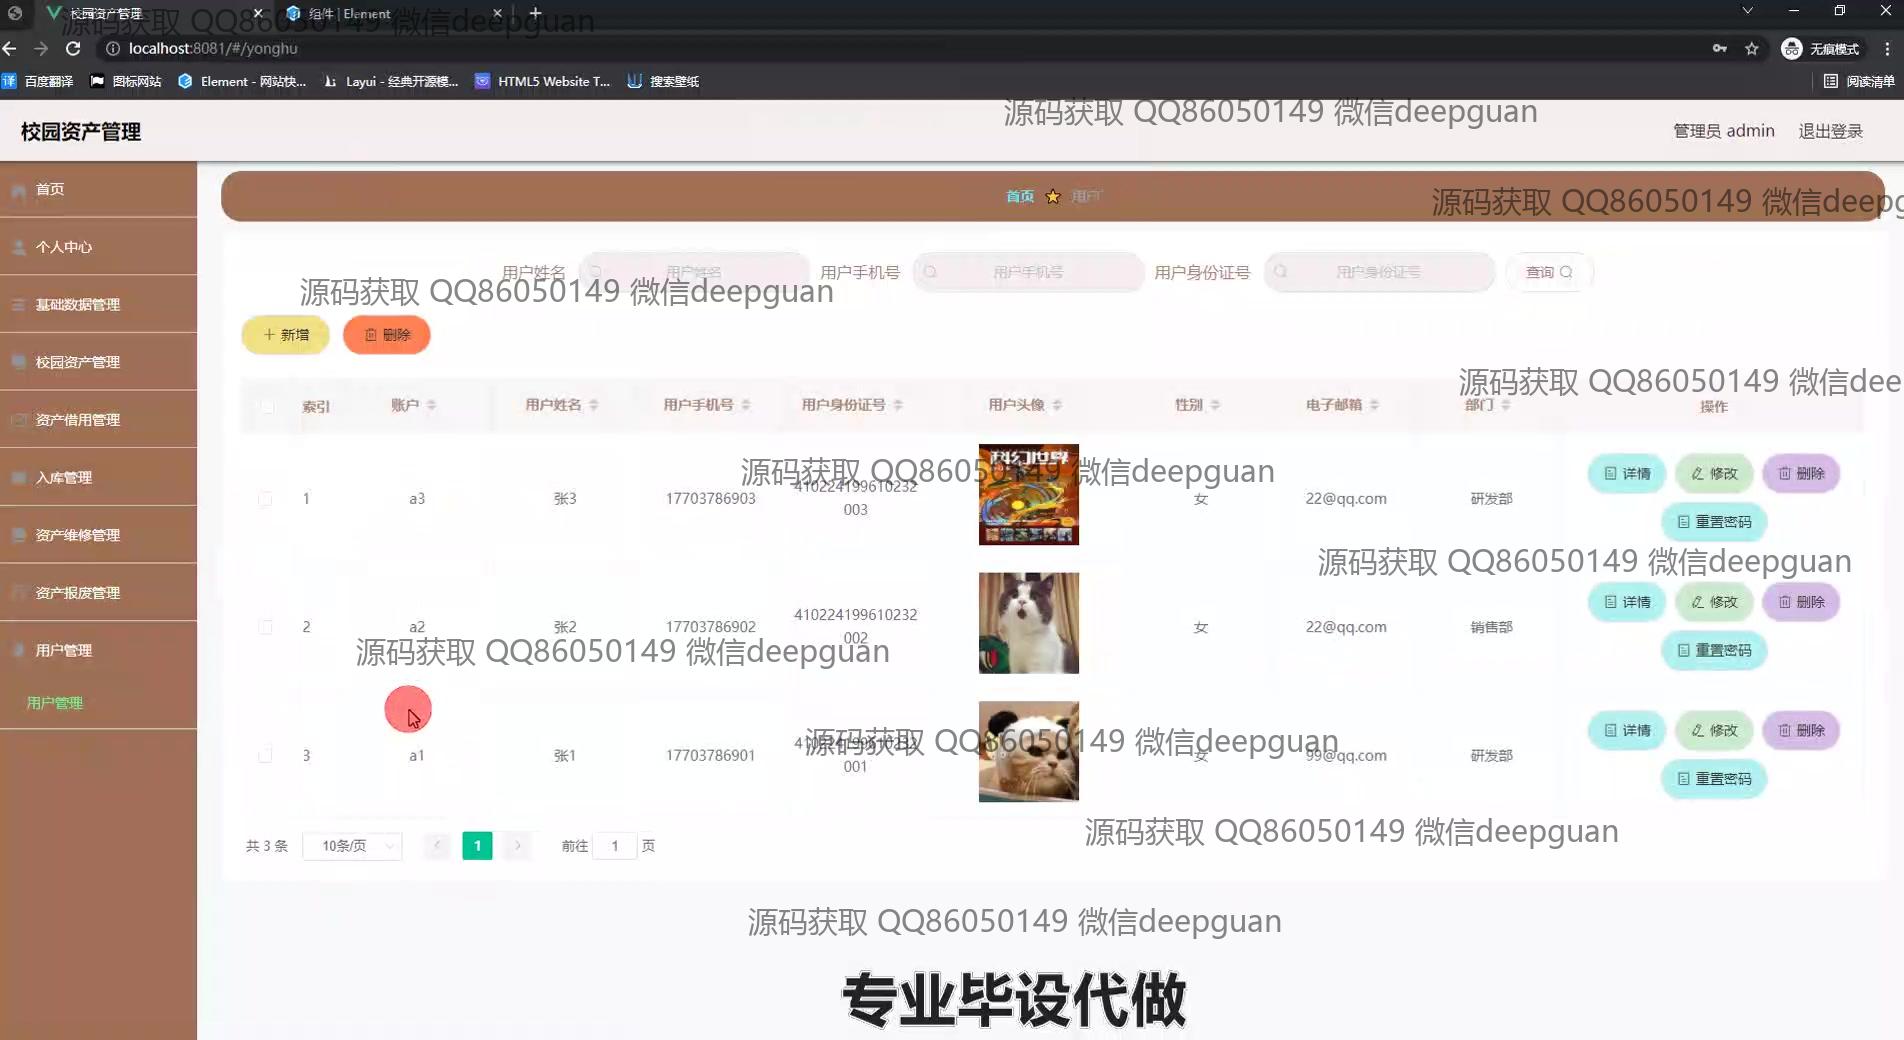 校园资产管理
组件 | Element
源码获取 QQ86050149 微信deepguan
localhost:8081/#/yonghu
无痕模式
百度翻译
图标网站
Element - 网站快...
Layui - 经典开源模...
HTML5 Website T...
搜索壁纸
阅读清单
源码获取 QQ86050149 微信deepguan
校园资产管理
管理员 admin
退出登录
首页
个人中心
基础数据管理
校园资产管理
资产借用管理
入库管理
资产维修管理
资产报废管理
用户管理
用户管理
首页 ★ 用户
源码获取 QQ86050149 微信deepg
用户姓名 用户姓名 用户手机号 用户手机号 用户身份证号 用户身份证号 查询
源码获取 QQ86050149 微信deepguan
新增 删除
源码获取 QQ86050149 微信dee
索引 账户 用户姓名 用户手机号 用户身份证号 用户头像 性别 电子邮箱 部门 操作
科幻世界
源码获取 QQ86050149 微信deepguan
1 a3 张3 17703786903 410224199610232003 女 22@qq.com 研发部 详情 修改 删除
重置密码
源码获取 QQ86050149 微信deepguan
2 a2 张2 17703786902 410224199610232002 女 22@qq.com 销售部 详情 修改 删除
重置密码
源码获取 QQ86050149 微信deepguan
源码获取 QQ86050149 微信deepguan
3 a1 张1 17703786901 410224199610232001 女 99@qq.com 研发部 详情 修改 删除
重置密码
源码获取 QQ86050149 微信deepguan
共 3 条 10条/页 1 前往 1 页
源码获取 QQ86050149 微信deepguan
专业毕设代做